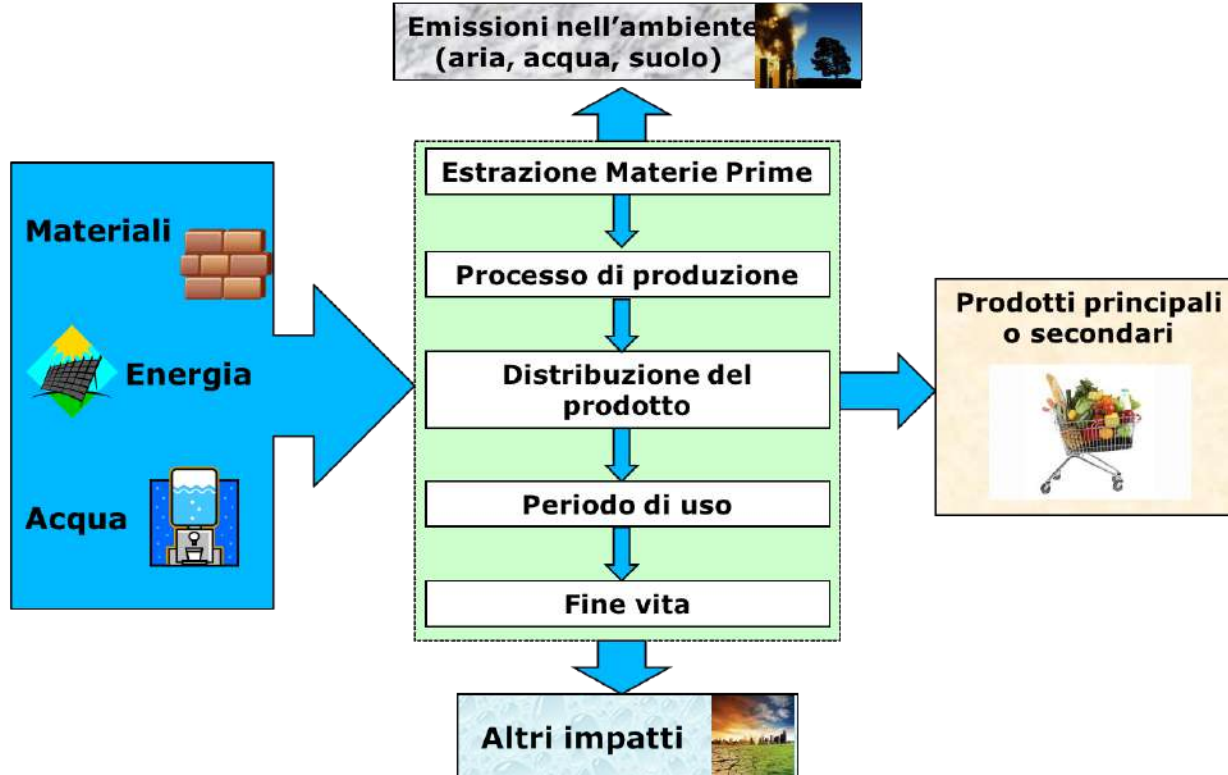 Emissioni nell'ambiente
(aria, acqua, suolo)
Estrazione Materie Prime
Materiali
Processo di produzione
Prodotti principali
o secondari
Energia
Distribuzione del
prodotto
Periodo di uso
Acqua
Fine vita
Altri impatti